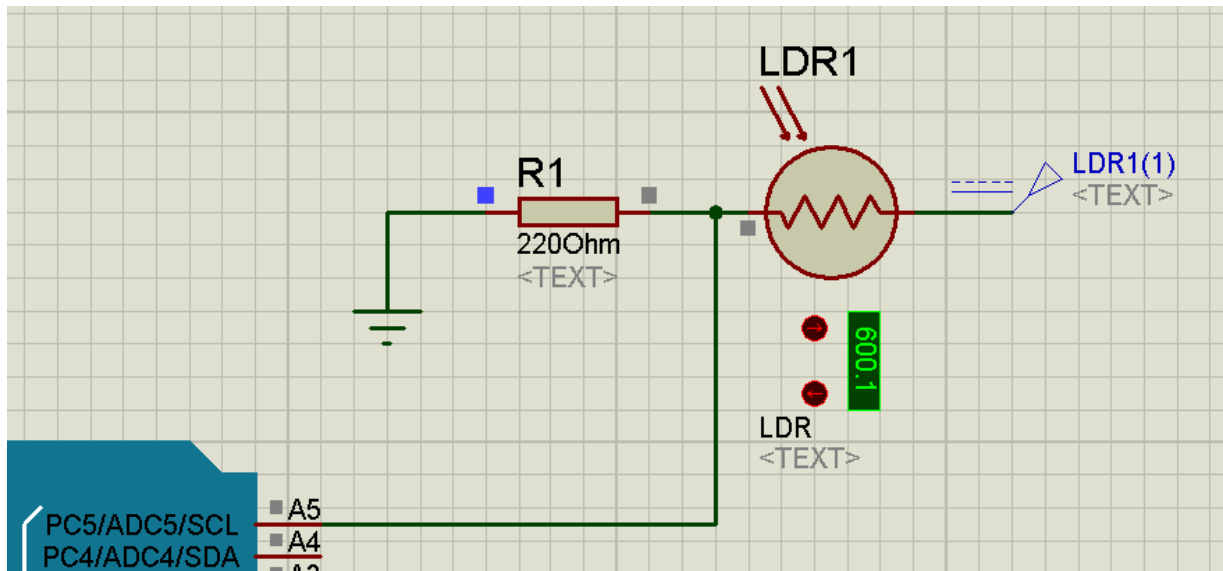 LDR1
LDR1(1)
<TEXT>
R1
220Ohm
<TEXT>
600.1
LDR
<TEXT>
A5
PC5/ADC5/SCL
A4
PC4/ADC4/SDA